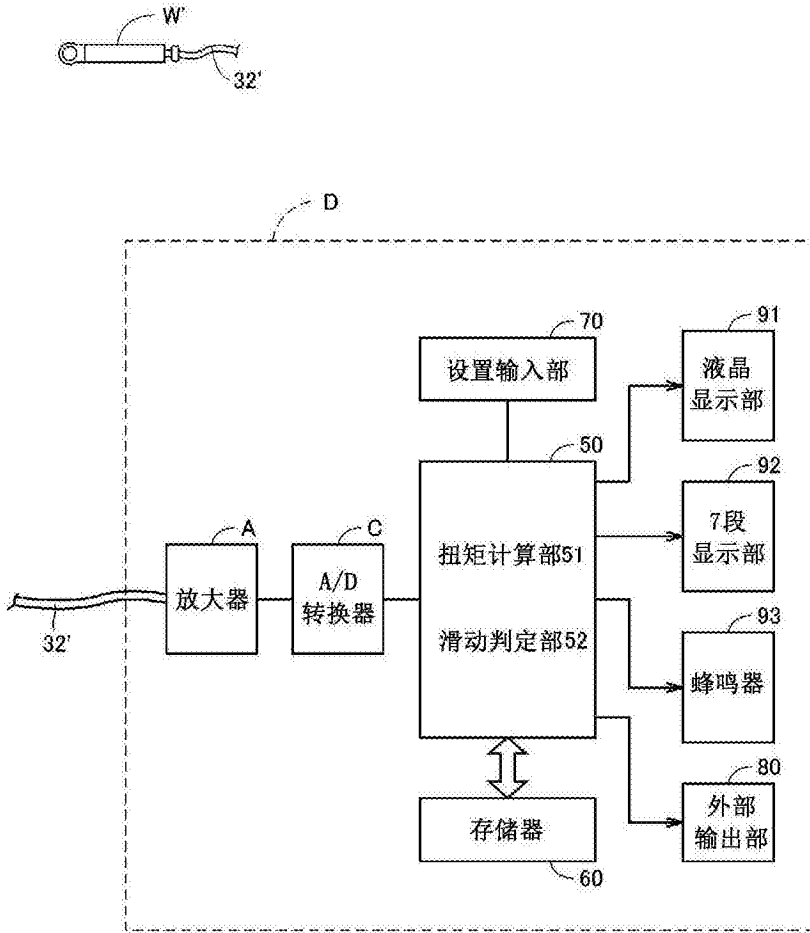 W'
32'
D
70
设置输入部
91
液晶
显示部
50
扭矩计算部51
滑动判定部52
92
7段
显示部
A
放大器
C
A/D
转换器
32'
93
蜂鸣器
80
外部
输出部
存储器
60